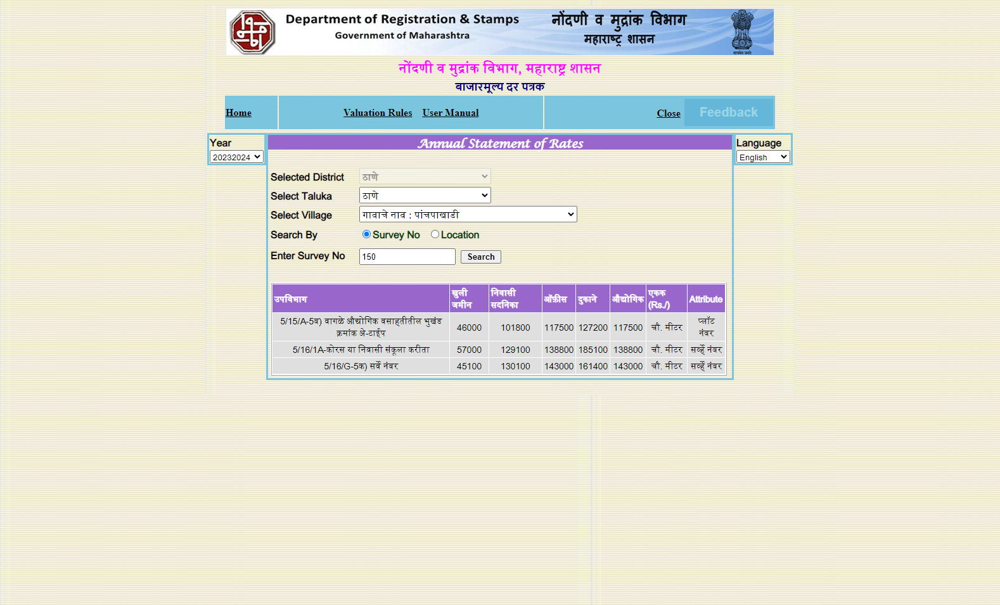 Department of Registration & Stamps
Government of Maharashtra
नोंदणी व मुद्रांक विभाग
महाराष्ट्र शासन
सत्यमेव जयते
नोंदणी व मुद्रांक विभाग, महाराष्ट्र शासन
बाजारमूल्य दर पत्रक
Home Valuation Rules User Manual Close Feedback
Year
20232024
Annual Statement of Rates
Language
English
Selected District ठाणे
Select Taluka ठाणे
Select Village गावाचे नाव : पांचपाखाडी
Search By Survey No Location
Enter Survey No 150 Search
उपविभाग खुली जमीन निवासी सदनिका ऑफ़ीस दुकाने औद्योगिक एकक (Rs./) Attribute
5/15/A-5ब) वागळे औद्योगिक वसाहतीतील भुखंड क्रमांक अे-टाईप 46000 101800 117500 127200 117500 चौ. मीटर प्लॉट नंबर
5/16/1A-कोरस या निवासी संकूला करीता 57000 129100 138800 185100 138800 चौ. मीटर सर्व्हे नंबर
5/16/G-5क) सर्वे नंबर 45100 130100 143000 161400 143000 चौ. मीटर सर्व्हे नंबर